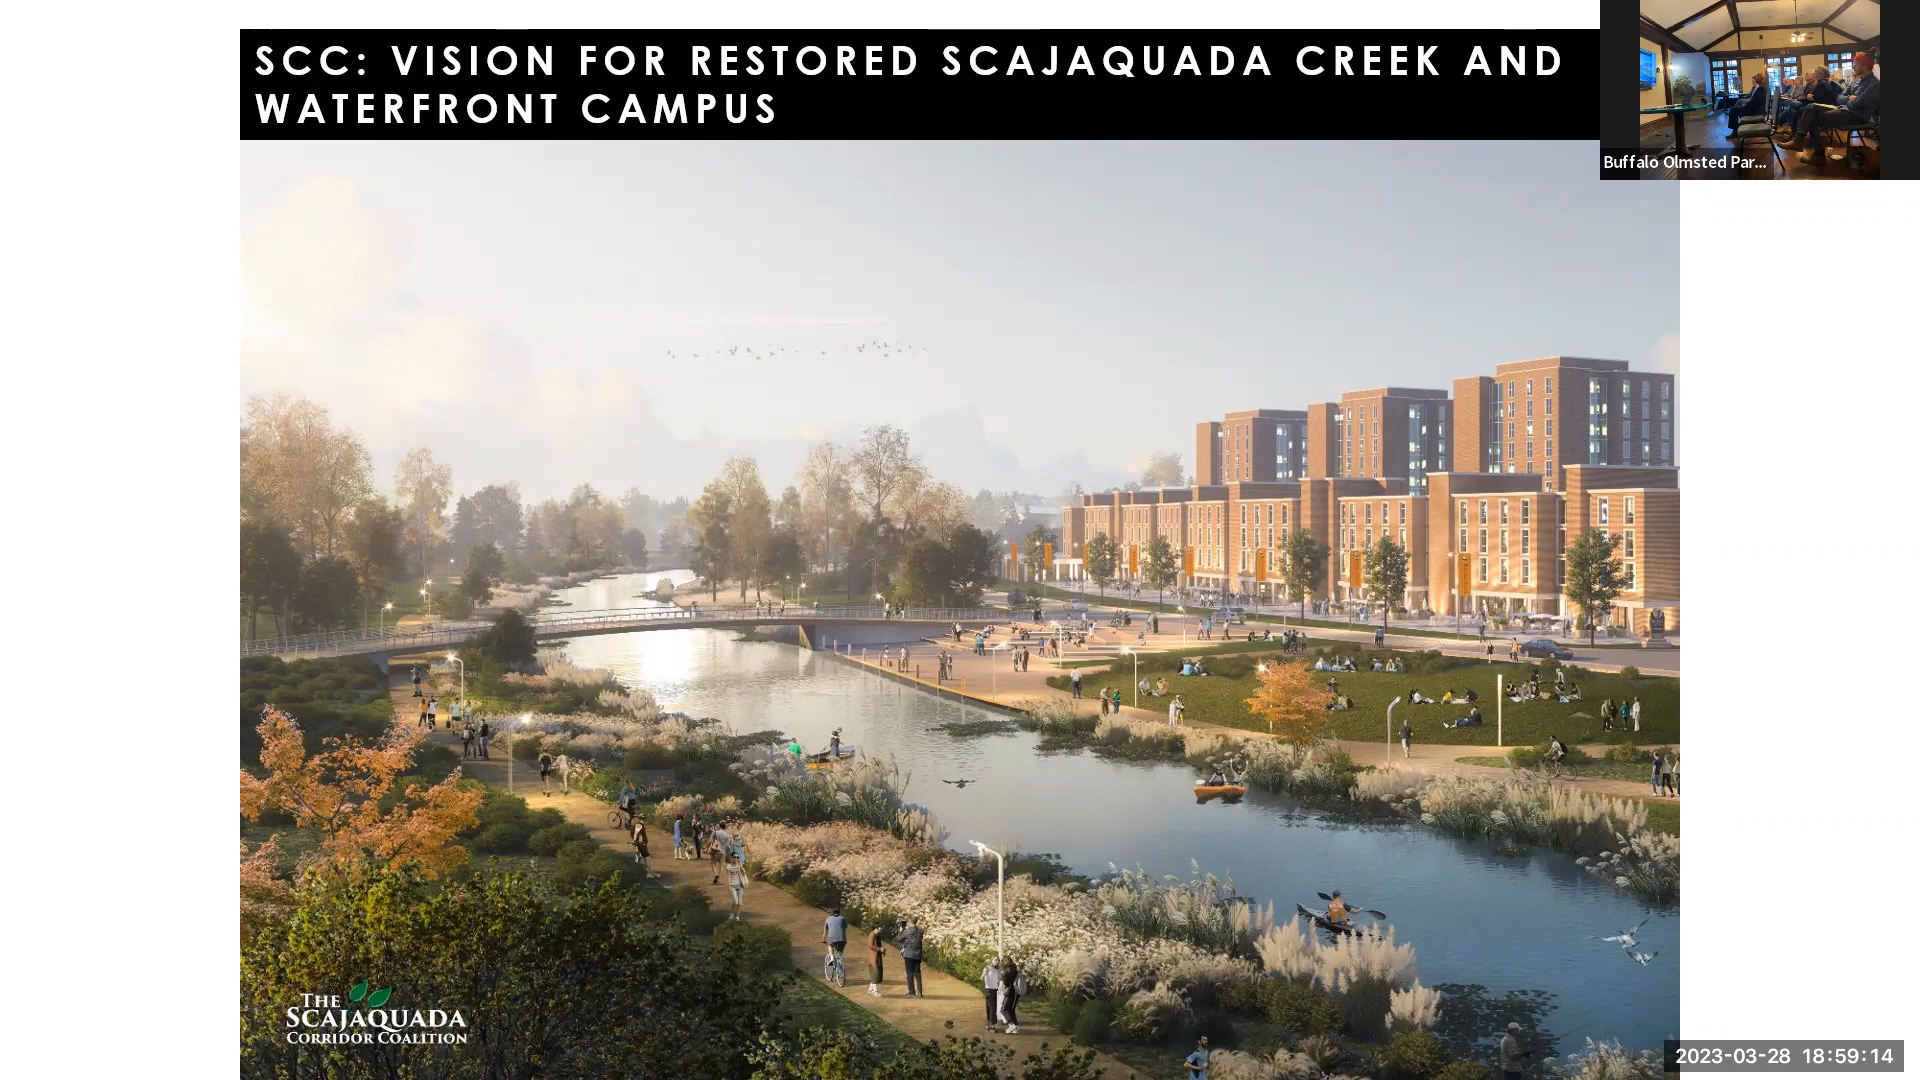 SCC: VISION FOR RESTORED SCAJAQUADA CREEK AND
WATERFRONT CAMPUS
Buffalo Olmsted Par...
THE
SCAJAQUADA
CORRIDOR COALITION
2023-03-28 18:59:14